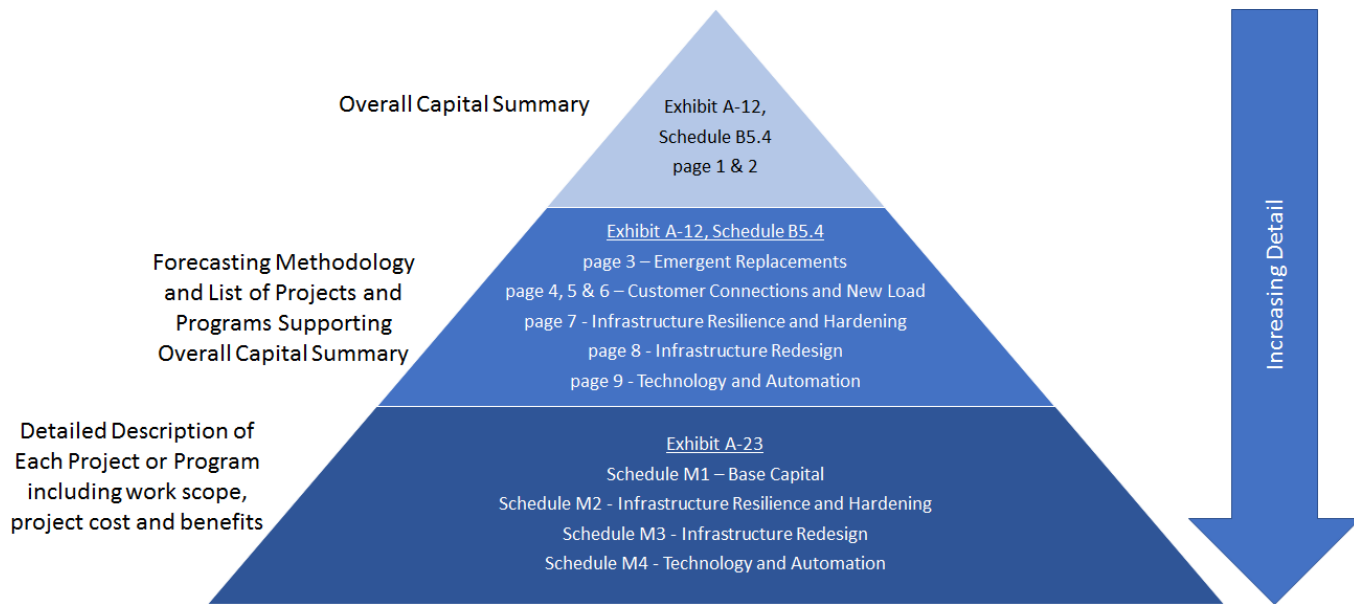 Overall Capital Summary
Exhibit A-12,
Schedule B5.4
page 1 & 2
Forecasting Methodology
and List of Projects and
Programs Supporting
Overall Capital Summary
Exhibit A-12, Schedule B5.4
page 3 – Emergent Replacements
page 4, 5 & 6 – Customer Connections and New Load
page 7 - Infrastructure Resilience and Hardening
page 8 - Infrastructure Redesign
page 9 - Technology and Automation
Detailed Description of
Each Project or Program
including work scope,
project cost and benefits
Exhibit A-23
Schedule M1 – Base Capital
Schedule M2 - Infrastructure Resilience and Hardening
Schedule M3 - Infrastructure Redesign
Schedule M4 - Technology and Automation
Increasing Detail